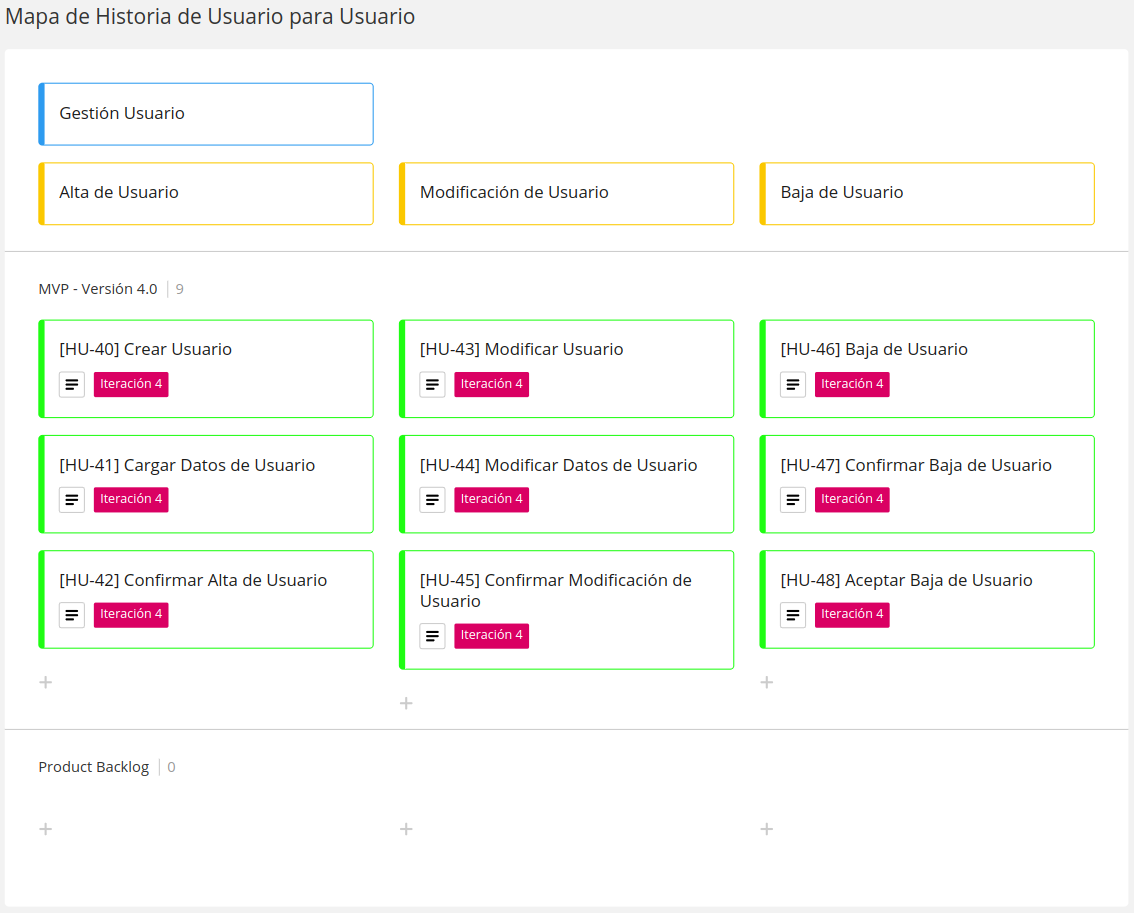 Mapa de Historia de Usuario para Usuario
Gestión Usuario
Alta de Usuario
Modificación de Usuario
Baja de Usuario
MVP - Versión 4.0 | 9
[HU-40] Crear Usuario
Iteración 4
[HU-43] Modificar Usuario
Iteración 4
[HU-46] Baja de Usuario
Iteración 4
[HU-41] Cargar Datos de Usuario
Iteración 4
[HU-44] Modificar Datos de Usuario
Iteración 4
[HU-47] Confirmar Baja de Usuario
Iteración 4
[HU-42] Confirmar Alta de Usuario
Iteración 4
[HU-45] Confirmar Modificación de
Usuario
Iteración 4
[HU-48] Aceptar Baja de Usuario
Iteración 4
Product Backlog | 0